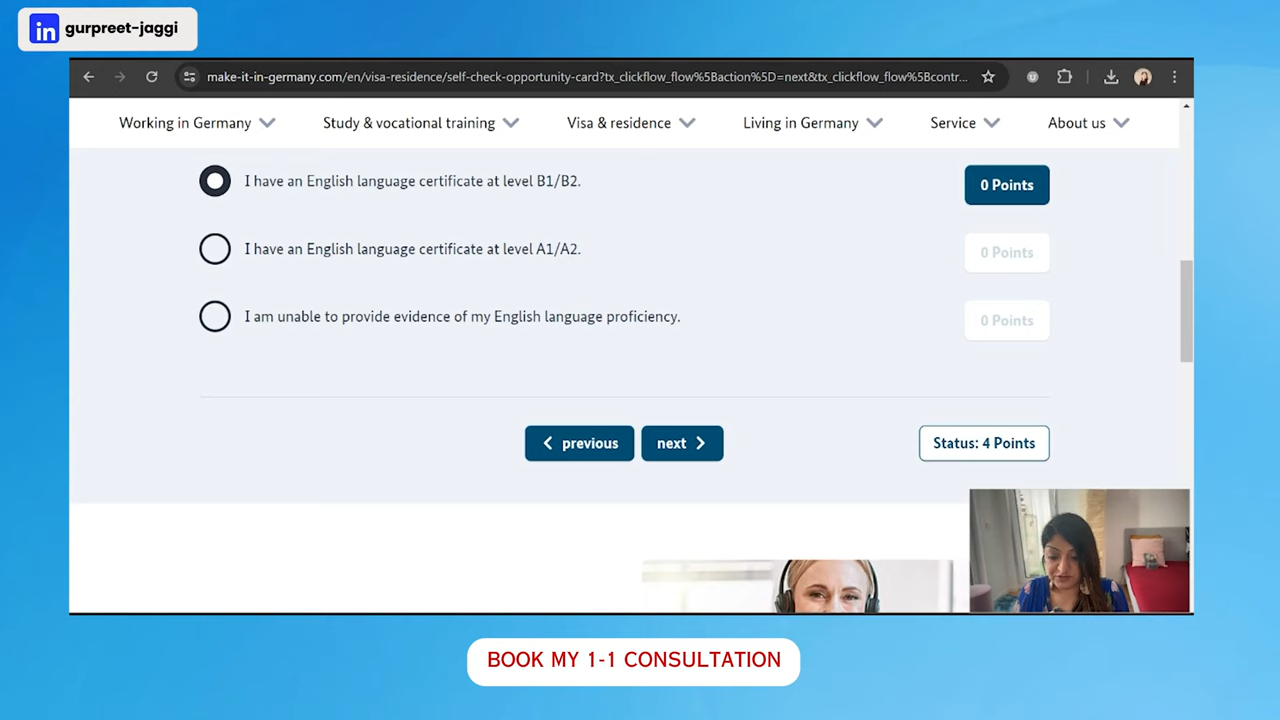 in gurpreet-jaggi
make-it-in-germany.com/en/visa-residence/self-check-opportunity-card?tx_clickflow_flow%5Baction%5D=next&tx_clickflow_flow%5Bcontr...
Working in Germany Study & vocational training Visa & residence Living in Germany Service About us
I have an English language certificate at level B1/B2. 0 Points
I have an English language certificate at level A1/A2. 0 Points
I am unable to provide evidence of my English language proficiency. 0 Points
previous next Status: 4 Points
BOOK MY 1-1 CONSULTATION